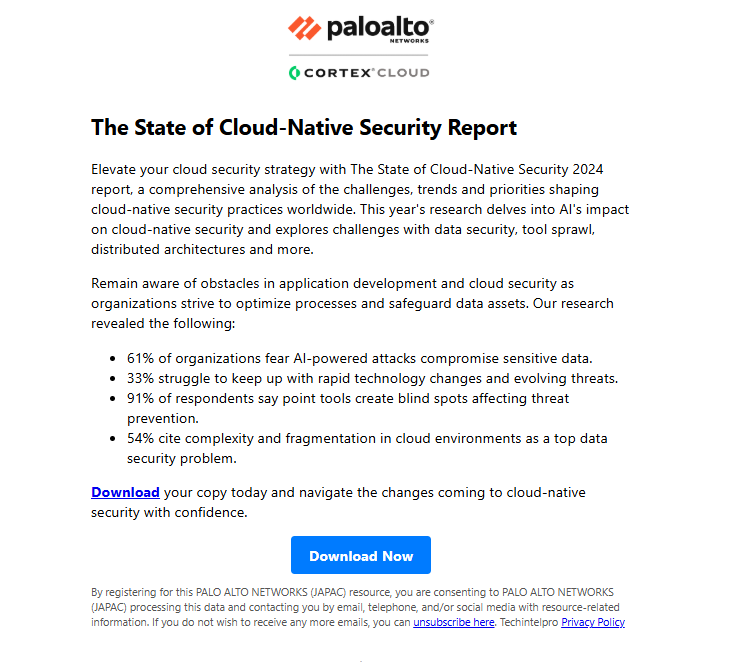 paloalto®
NETWORKS
CORTEX® CLOUD
The State of Cloud-Native Security Report
Elevate your cloud security strategy with The State of Cloud-Native Security 2024
report, a comprehensive analysis of the challenges, trends and priorities shaping
cloud-native security practices worldwide. This year's research delves into AI's impact
on cloud-native security and explores challenges with data security, tool sprawl,
distributed architectures and more.
Remain aware of obstacles in application development and cloud security as
organizations strive to optimize processes and safeguard data assets. Our research
revealed the following:
• 61% of organizations fear AI-powered attacks compromise sensitive data.
• 33% struggle to keep up with rapid technology changes and evolving threats.
• 91% of respondents say point tools create blind spots affecting threat
prevention.
• 54% cite complexity and fragmentation in cloud environments as a top data
security problem.
Download your copy today and navigate the changes coming to cloud-native
security with confidence.
Download Now
By registering for this PALO ALTO NETWORKS (JAPAC) resource, you are consenting to PALO ALTO NETWORKS
(JAPAC) processing this data and contacting you by email, telephone, and/or social media with resource-related
information. If you do not wish to receive any more emails, you can unsubscribe here. Techintelpro Privacy Policy
.